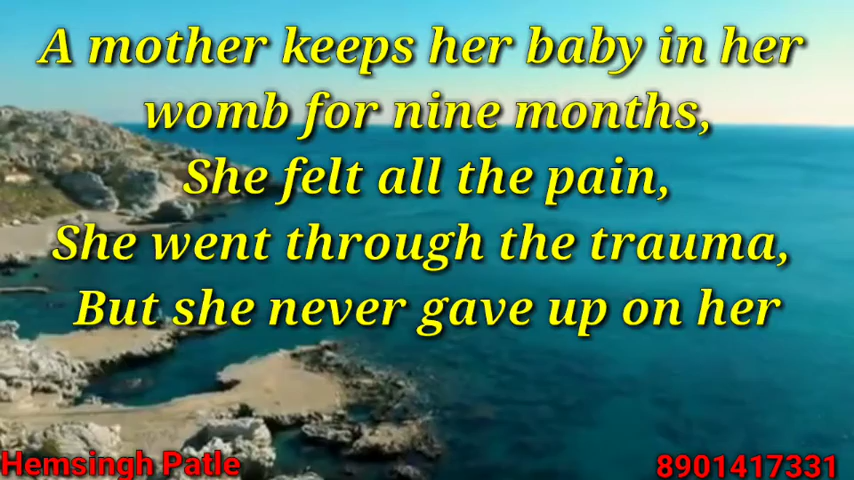 A mother keeps her baby in her
womb for nine months,
She felt all the pain,
She went through the trauma,
But she never gave up on her
Hemsingh Patle 8901417331